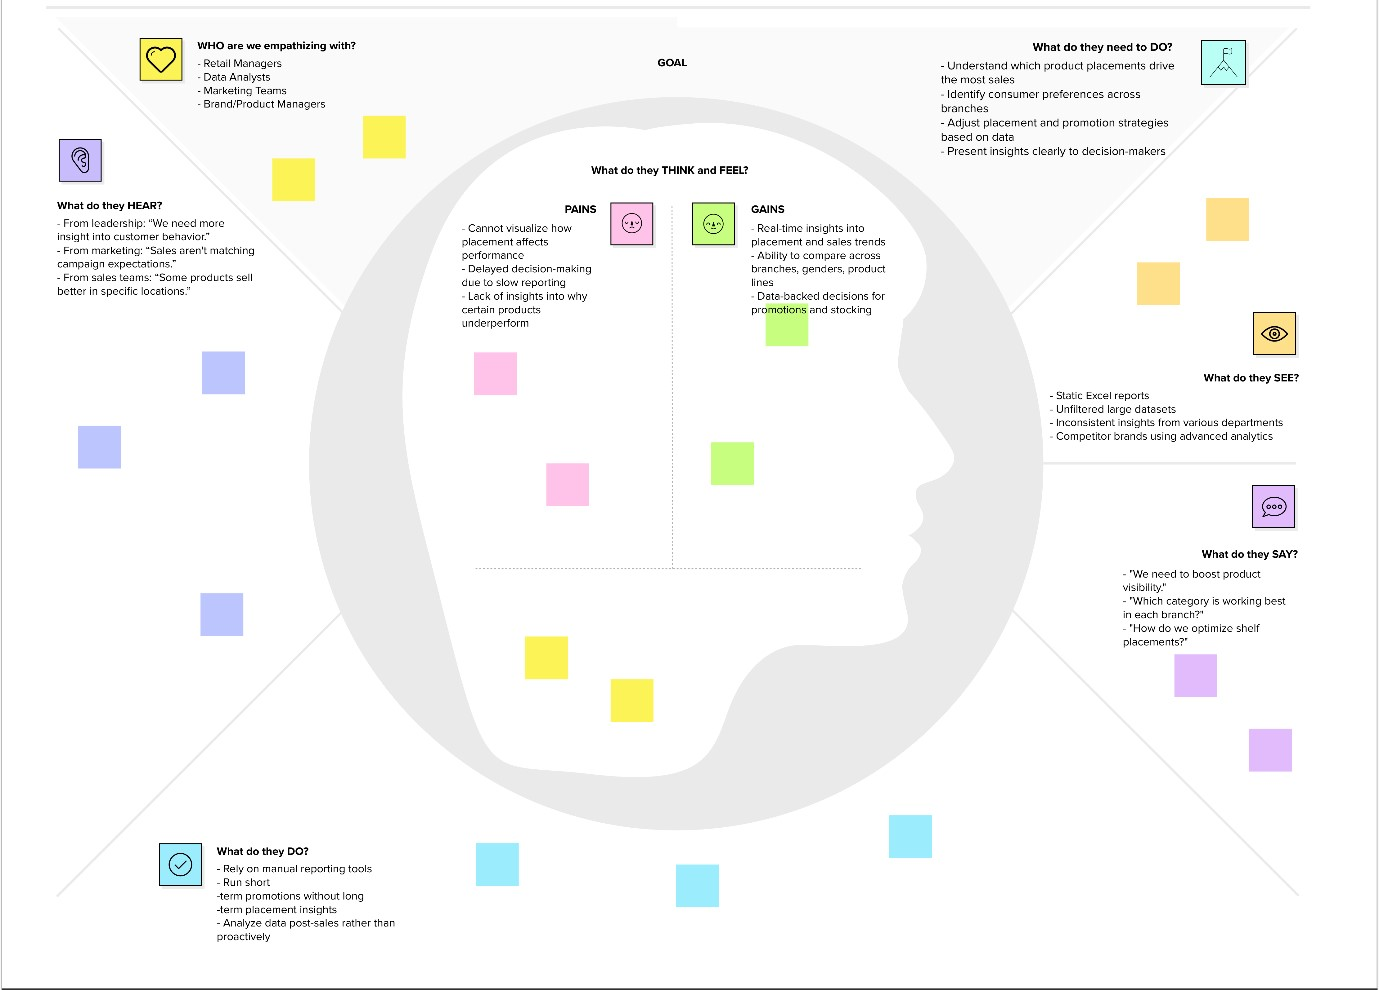 WHO are we empathizing with?
- Retail Managers
- Data Analysts
- Marketing Teams
- Brand/Product Managers
GOAL
What do they need to DO?
- Understand which product placements drive
the most sales
- Identify consumer preferences across
branches
- Adjust placement and promotion strategies
based on data
- Present insights clearly to decision-makers
What do they HEAR?
- From leadership: “We need more
insight into customer behavior.”
- From marketing: “Sales aren't matching
campaign expectations.”
- From sales teams: “Some products sell
better in specific locations.”
What do they THINK and FEEL?
PAINS
- Cannot visualize how
placement affects
performance
- Delayed decision-making
due to slow reporting
- Lack of insights into why
certain products
underperform
GAINS
- Real-time insights into
placement and sales trends
- Ability to compare across
branches, genders, product
lines
- Data-backed decisions for
promotions and stocking
What do they SEE?
- Static Excel reports
- Unfiltered large datasets
- Inconsistent insights from various departments
- Competitor brands using advanced analytics
What do they SAY?
- "We need to boost product
visibility."
- "Which category is working best
in each branch?"
- "How do we optimize shelf
placements?"
What do they DO?
- Rely on manual reporting tools
- Run short
-term promotions without long
-term placement insights
- Analyze data post-sales rather than
proactively